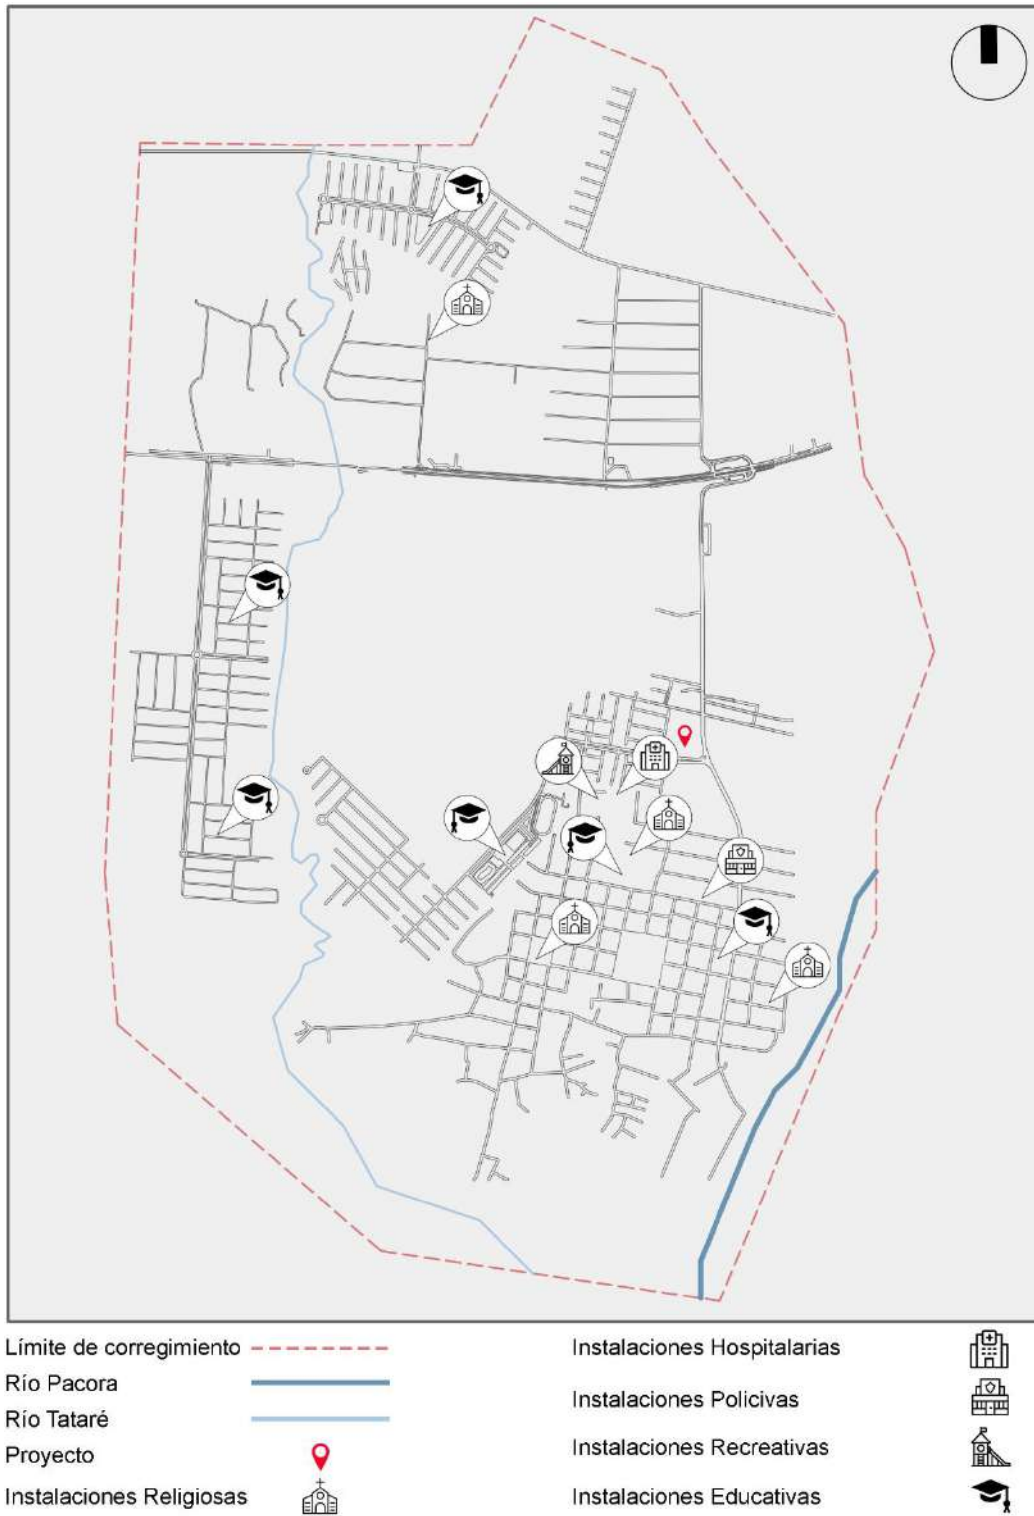 Límite de corregimiento
Río Pacora
Río Tataré
Proyecto
Instalaciones Religiosas
Instalaciones Hospitalarias
Instalaciones Policivas
Instalaciones Recreativas
Instalaciones Educativas